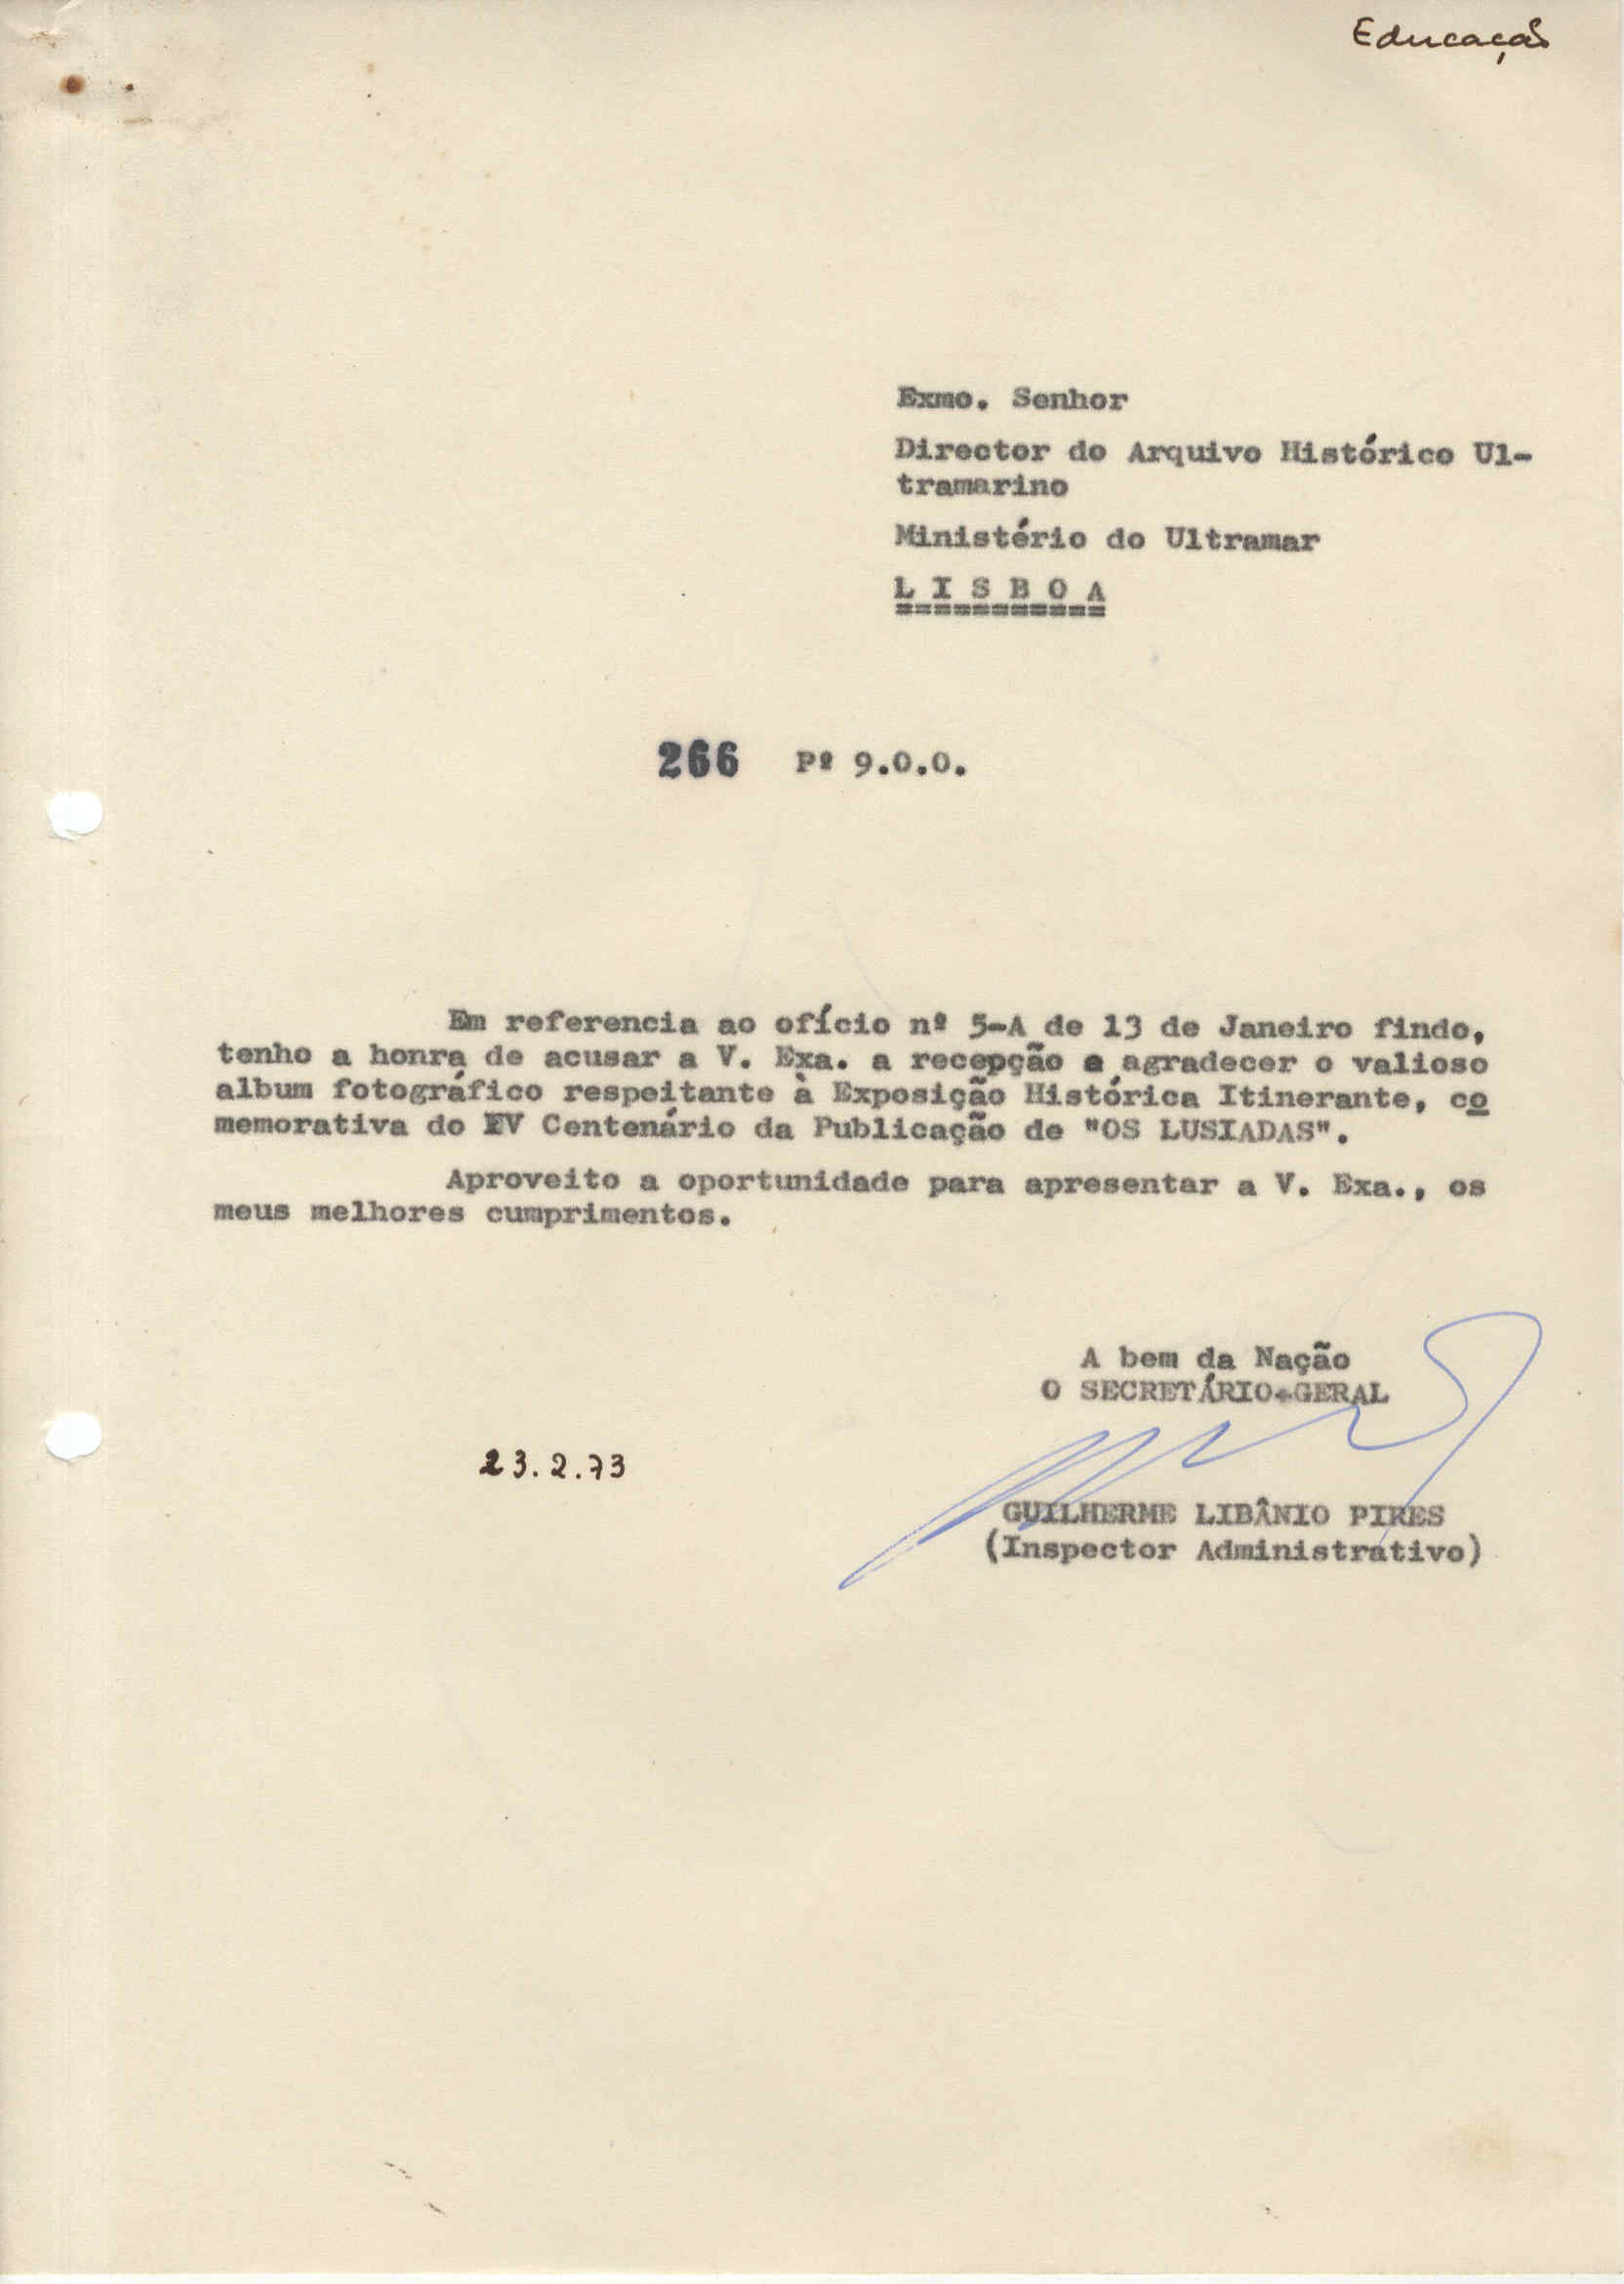 Educação
Exmo. Senhor
Director do Arquivo Histórico Ul-
tramarino
Ministério do Ultramar
L I S B O A
===========
266 Pº 9.0.0.
Em referencia ao ofício nº 5-A de 13 de Janeiro findo,
tenho a honra de acusar a V. Exa. a recepção e agradecer o valioso
album fotográfico respeitante à Exposição Histórica Itinerante, co
memorativa do IV Centenário da Publicação de "OS LUSIADAS".
Aproveito a oportunidade para apresentar a V. Exa., os
meus melhores cumprimentos.
A bem da Nação
O SECRETÁRIO-GERAL
23.2.73
GUILHERME LIBÂNIO PIRES
(Inspector Administrativo)